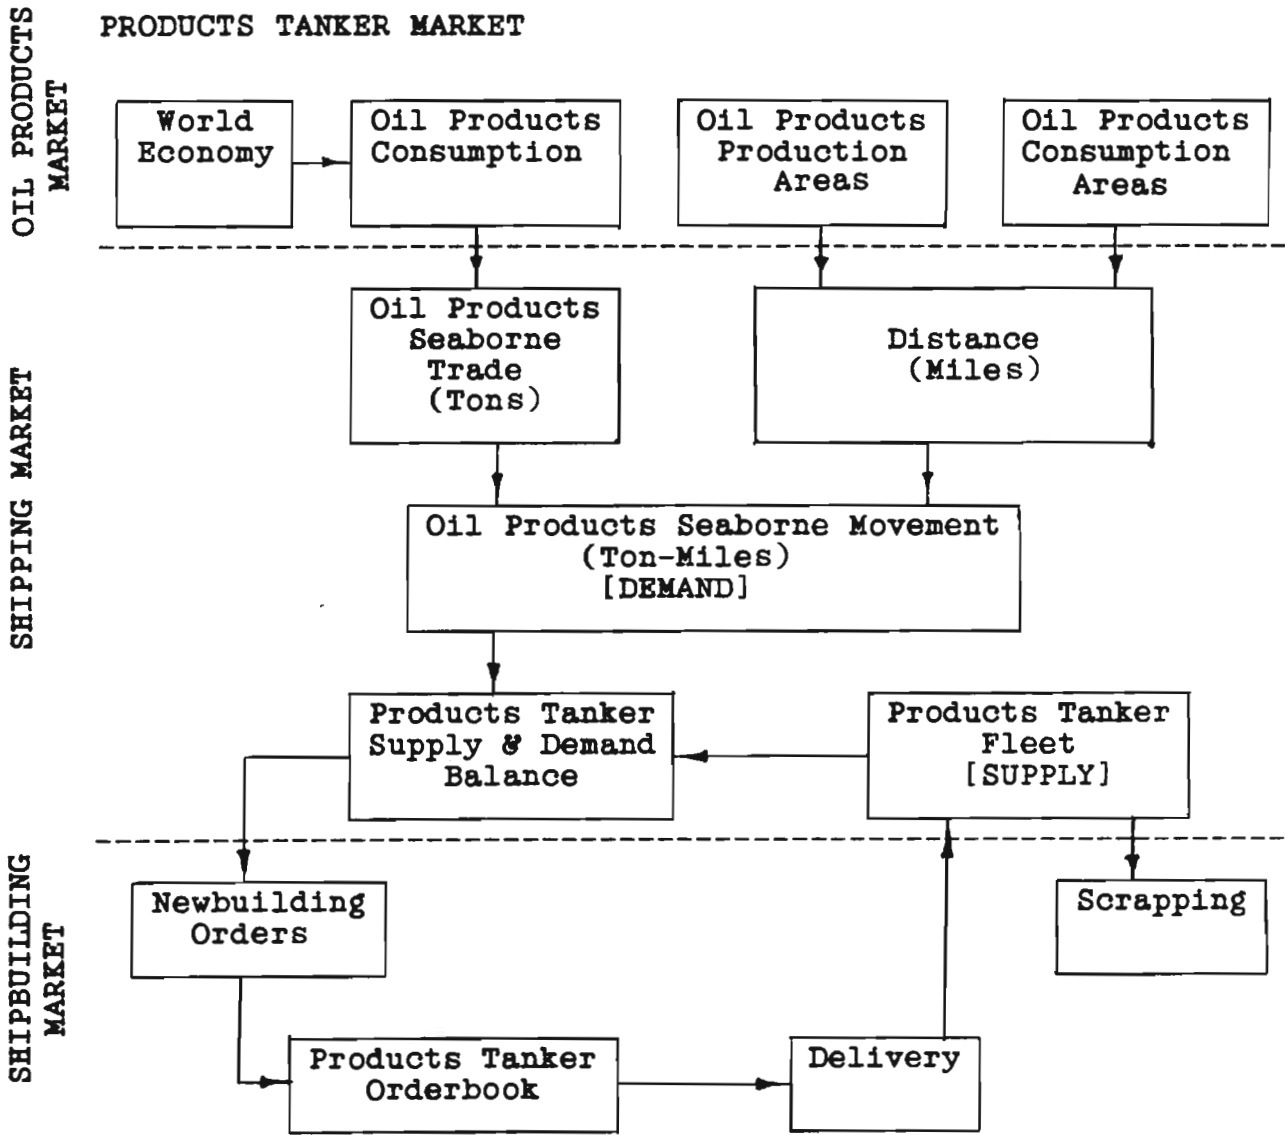 PRODUCTS TANKER MARKET
OIL PRODUCTS
MARKET
World
Economy
Oil Products
Consumption
Oil Products
Production
Areas
Oil Products
Consumption
Areas
SHIPPING MARKET
Oil Products
Seaborne
Trade
(Tons)
Distance
(Miles)
Oil Products Seaborne Movement
(Ton-Miles)
[DEMAND]
Products Tanker
Supply & Demand
Balance
Products Tanker
Fleet
[SUPPLY]
SHIPBUILDING
MARKET
Newbuilding
Orders
Scrapping
Products Tanker
Orderbook
Delivery